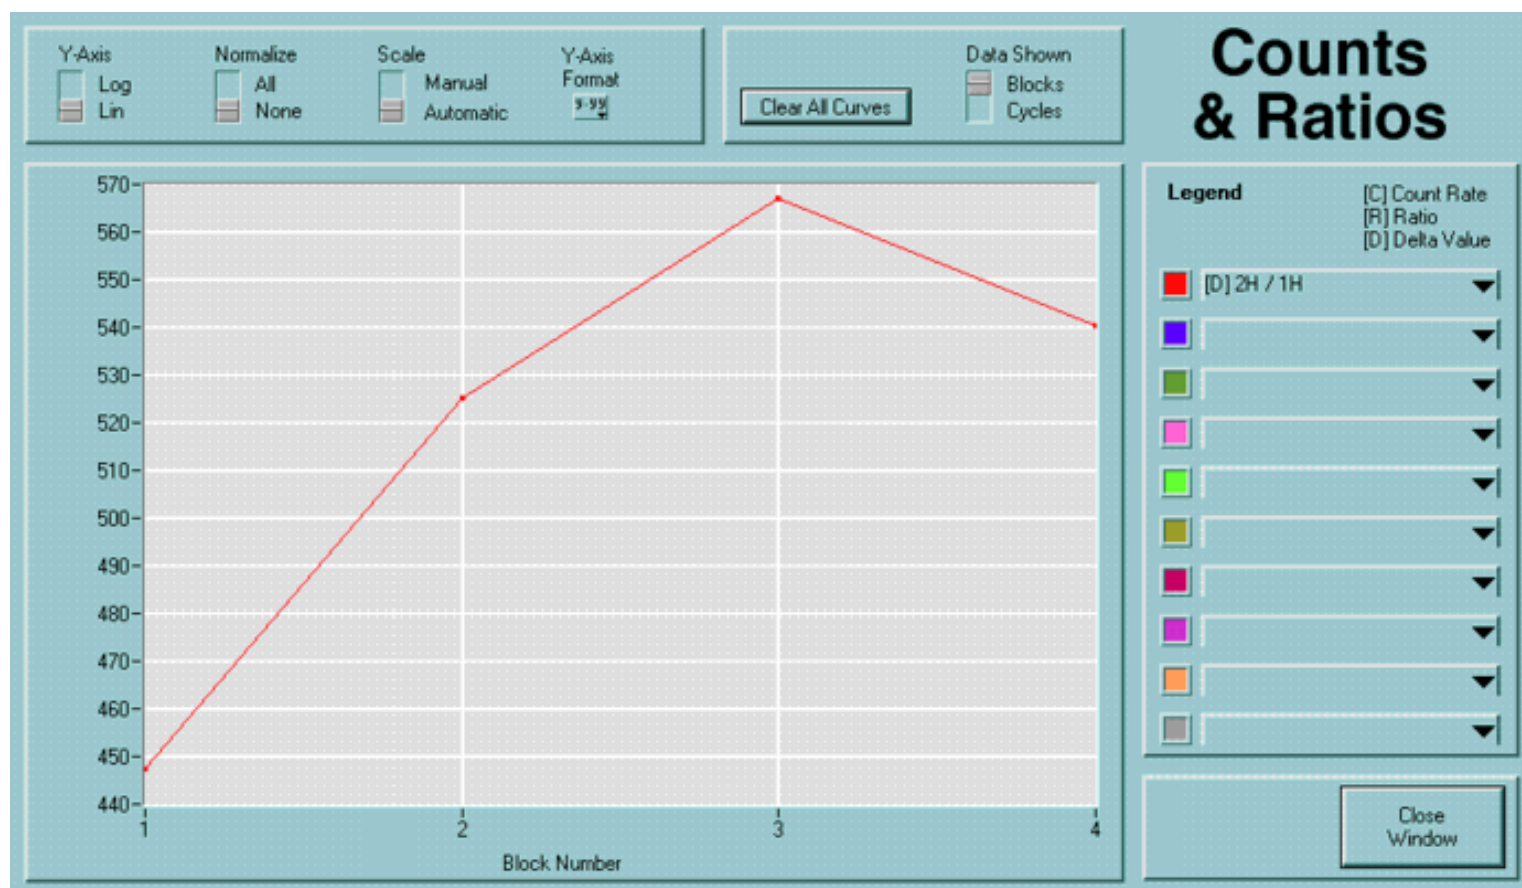 Y-Axis
Log
Lin
Normalize
All
None
Scale
Manual
Automatic
Y-Axis
Format
y.yy
Clear All Curves
Data Shown
Blocks
Cycles
Counts
& Ratios
570
560
550
540
530
520
510
500
490
480
470
460
450
440
1 2 3 4
Block Number
Legend
[C] Count Rate
[R] Ratio
[D] Delta Value
[D] 2H / 1H
Close
Window